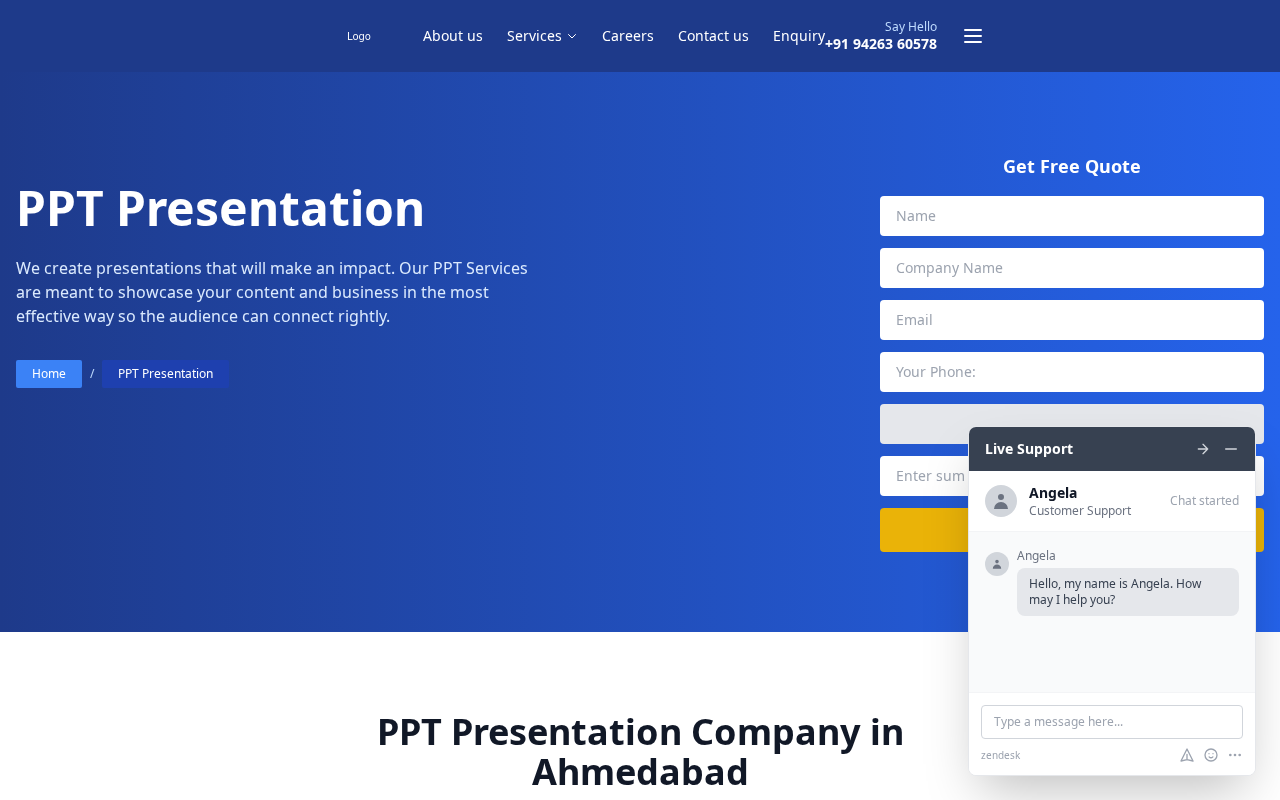 Logo
About us
Services
Careers
Contact us
Enquiry
Say Hello
+91 94263 60578
PPT Presentation
We create presentations that will make an impact. Our PPT Services
are meant to showcase your content and business in the most
effective way so the audience can connect rightly.
Home / PPT Presentation
Get Free Quote
Name
Company Name
Email
Your Phone:
Enter sum
Live Support
Angela
Customer Support
Chat started
Angela
Hello, my name is Angela. How
may I help you?
Type a message here...
zendesk
PPT Presentation Company in
Ahmedabad